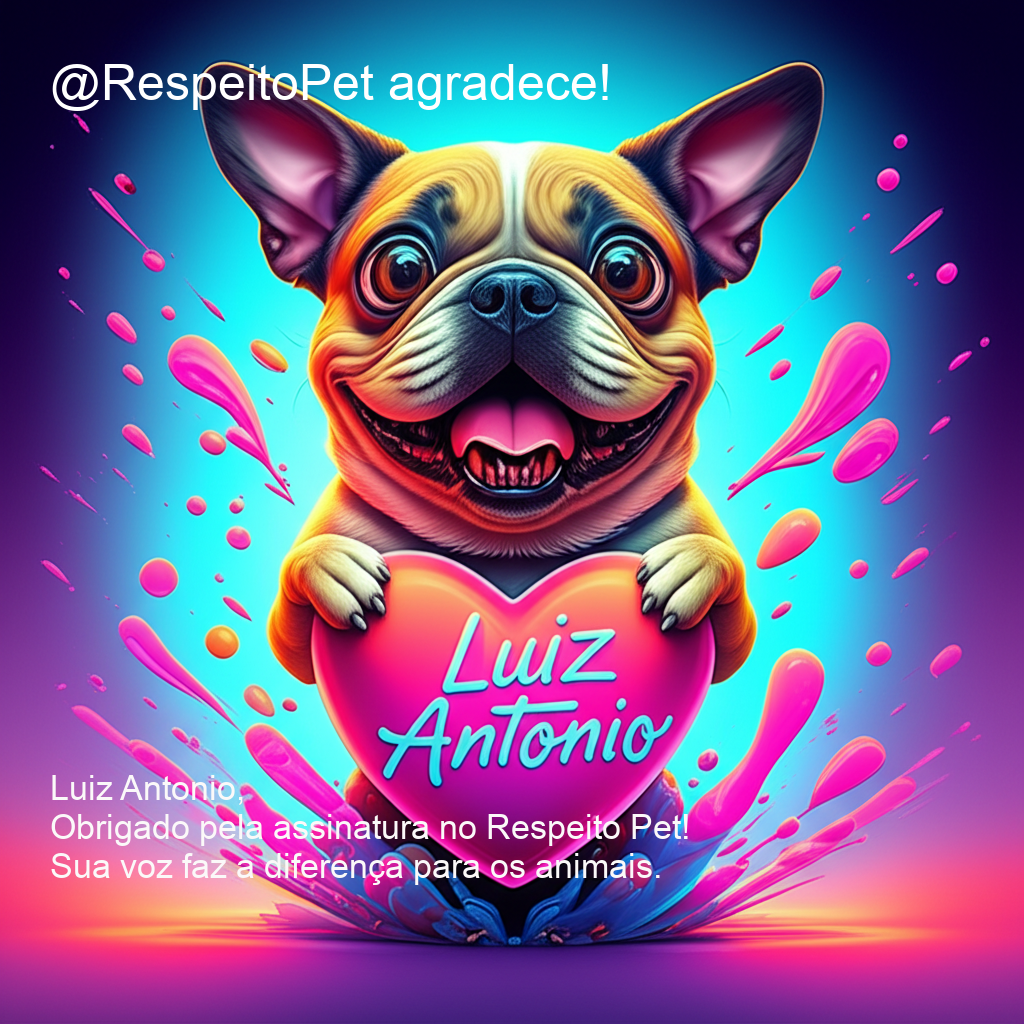 @RespeitoPet agradece!
Luiz
Antonio
Luiz Antonio,
Obrigado pela assinatura no Respeito Pet!
Sua voz faz a diferença para os animais.